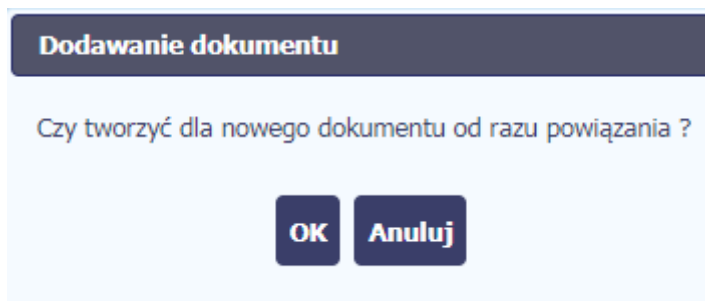 Dodawanie dokumentu
Czy tworzyć dla nowego dokumentu od razu powiązania ?
OK Anuluj